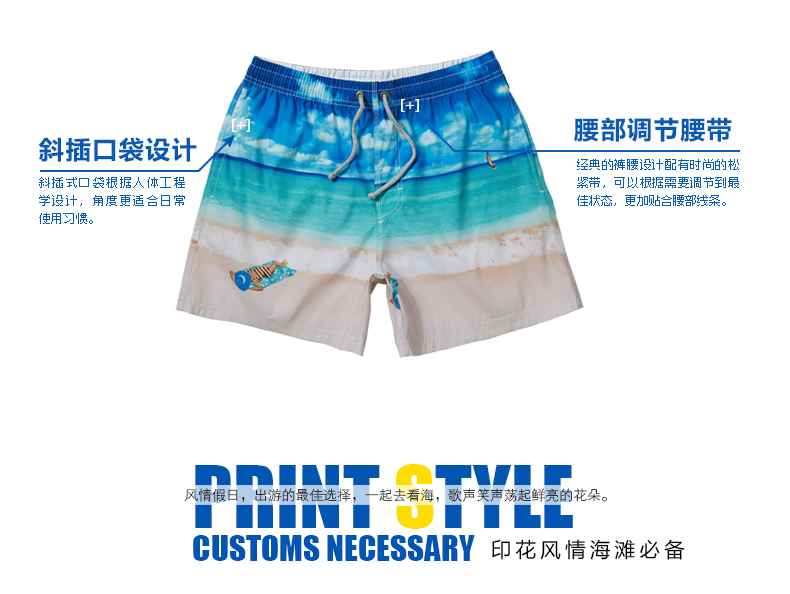 [+]
[+]
斜插口袋设计
斜插式口袋根据人体工程
学设计，角度更适合日常
使用习惯。
腰部调节腰带
经典的裤腰设计配有时尚的松
紧带，可以根据需要调节到最
佳状态，更加贴合腰部线条。
PRINT STYLE
风情假日，出游的最佳选择，一起去看海，歌声笑声荡起鲜亮的花朵。
CUSTOMS NECESSARY 印花风情海滩必备